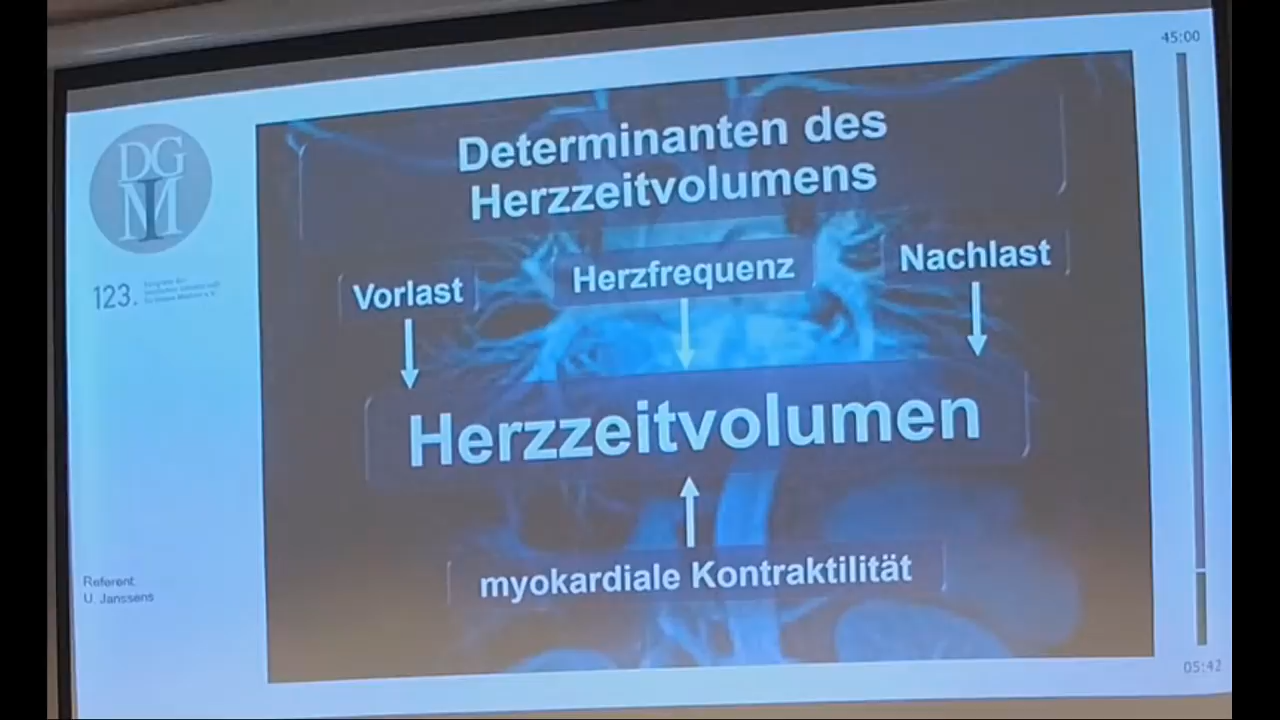 45:00
DG
IM
123.
Determinanten des
Herzzeitvolumens
Vorlast
Herzfrequenz
Nachlast
Herzzeitvolumen
myokardiale Kontraktilität
Referent:
U. Janssens
05:42